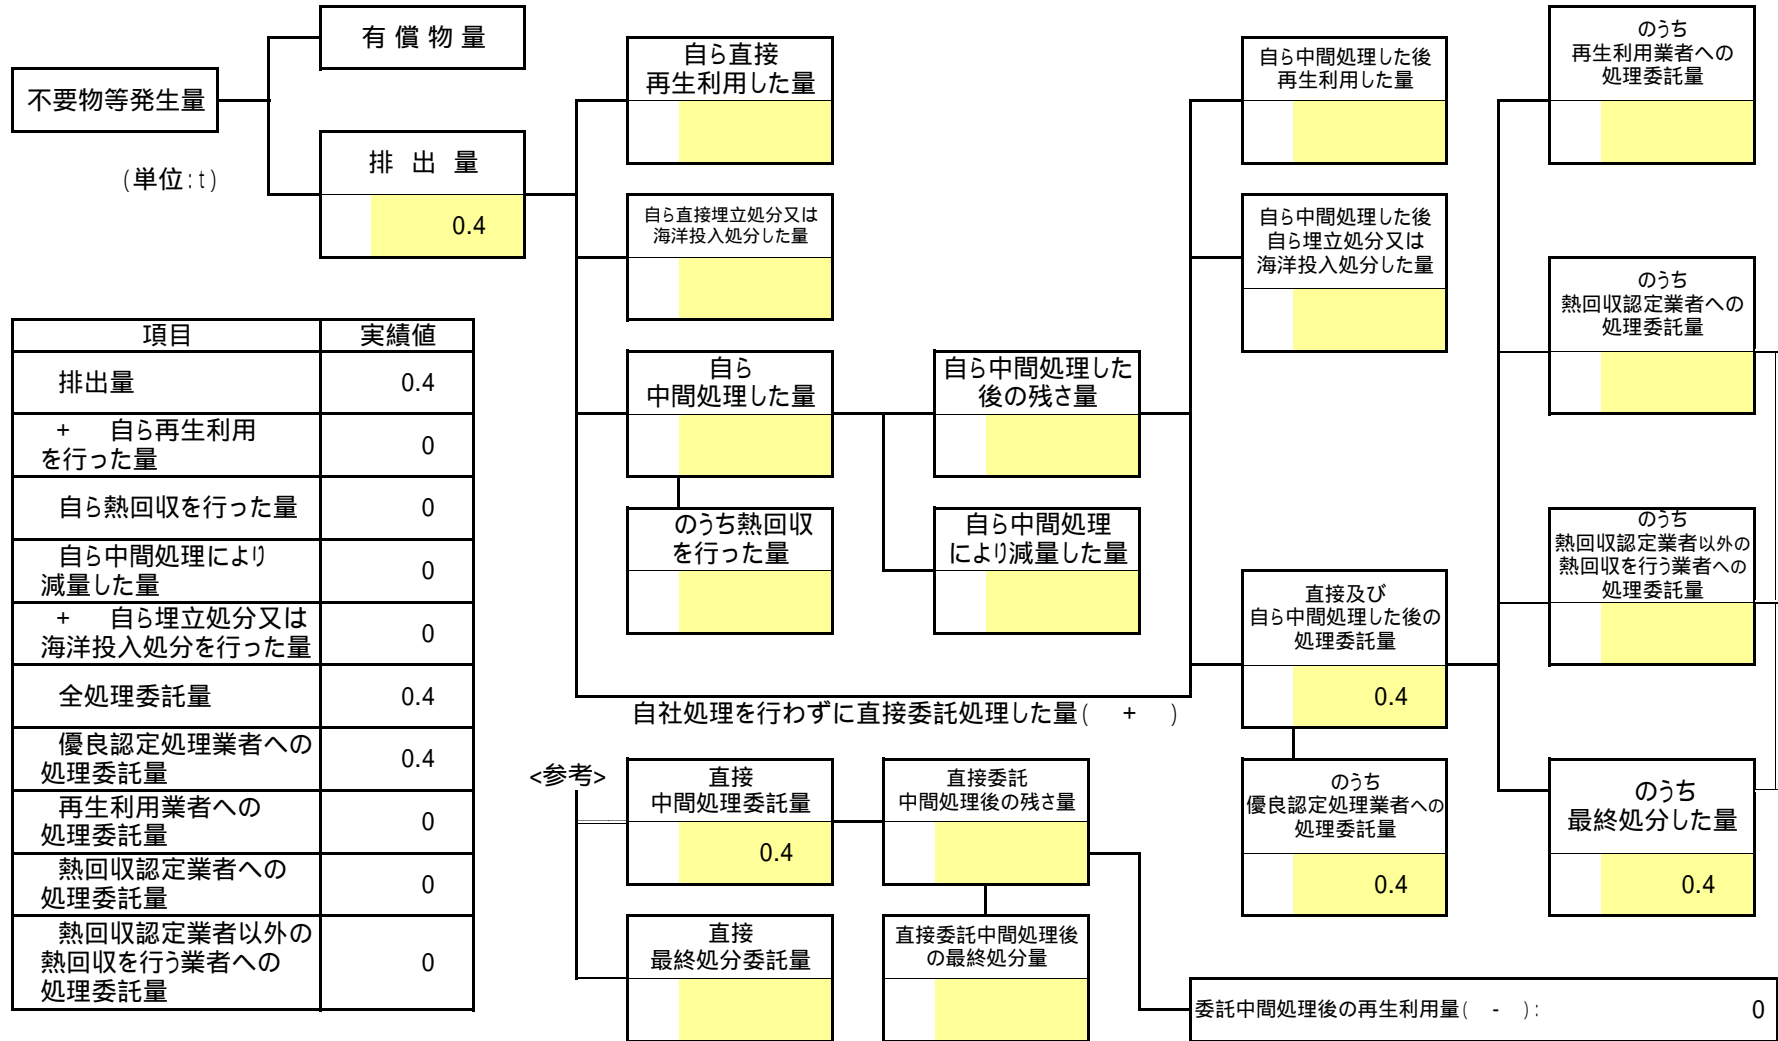 有償物量
不要物等発生量
(単位:t)
排出量
0.4
自ら直接
再生利用した量
自ら直接埋立処分又は
海洋投入処分した量
自ら
中間処理した量
のうち熱回収
を行った量
自ら中間処理した
後の残さ量
自ら中間処理
により減量した量
自ら中間処理した後
再生利用した量
自ら中間処理した後
自ら埋立処分又は
海洋投入処分した量
直接及び
自ら中間処理した後の
処理委託量
0.4
のうち
優良認定処理業者への
処理委託量
0.4
のうち
再生利用業者への
処理委託量
のうち
熱回収認定業者への
処理委託量
のうち
熱回収認定業者以外の
熱回収を行う業者への
処理委託量
のうち
最終処分した量
0.4
自社処理を行わずに直接委託処理した量( + )
項目 実績値
排出量 0.4
+ 自ら再生利用
を行った量 0
自ら熱回収を行った量 0
自ら中間処理により
減量した量 0
+ 自ら埋立処分又は
海洋投入処分を行った量 0
全処理委託量 0.4
優良認定処理業者への
処理委託量 0.4
再生利用業者への
処理委託量 0
熱回収認定業者への
処理委託量 0
熱回収認定業者以外の
熱回収を行う業者への
処理委託量 0
<参考>
直接
中間処理委託量
0.4
直接委託
中間処理後の残さ量
直接
最終処分委託量
直接委託中間処理後
の最終処分量
委託中間処理後の再生利用量( - ): 0